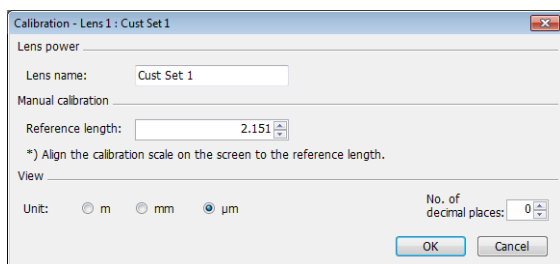 Calibration - Lens 1 : Cust Set 1
Lens power
Lens name: Cust Set 1
Manual calibration
Reference length: 2.151
*) Align the calibration scale on the screen to the reference length.
View
Unit: m mm µm
No. of
decimal places: 0
OK Cancel